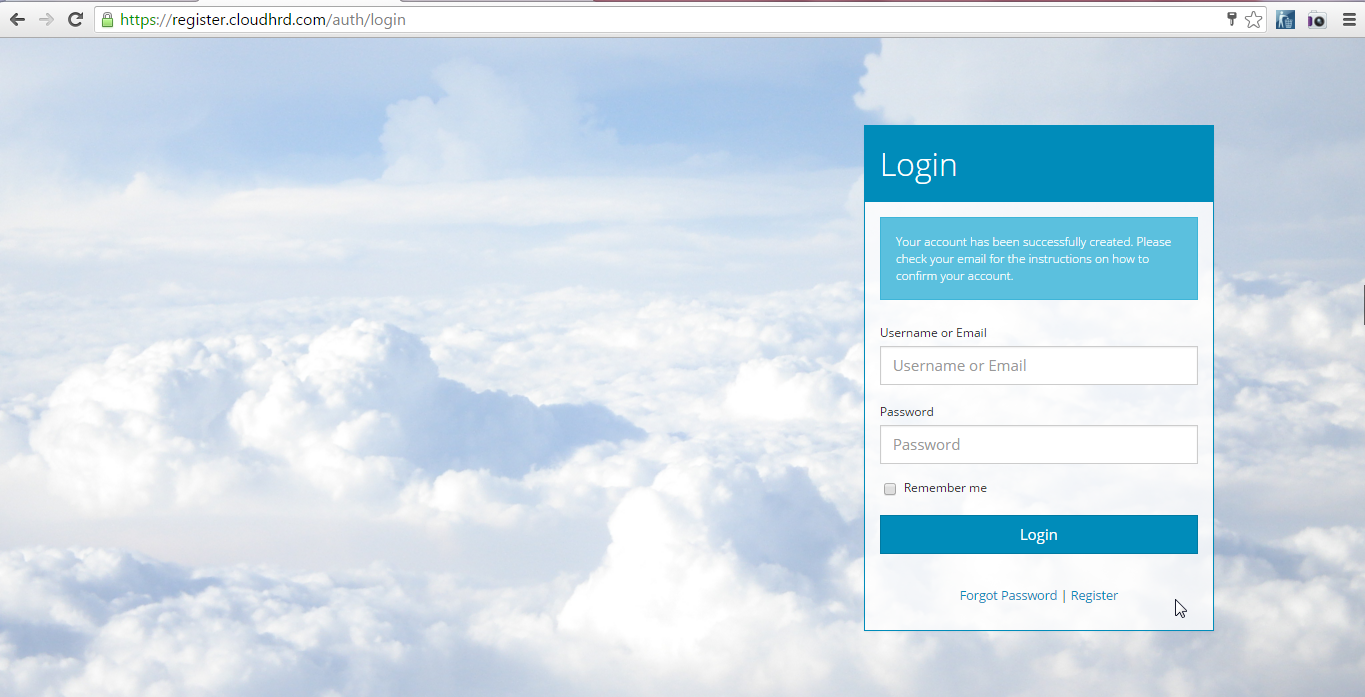 https://register.cloudhrd.com/auth/login
Login
Your account has been successfully created. Please
check your email for the instructions on how to
confirm your account.
Username or Email
Username or Email
Password
Password
Remember me
Login
Forgot Password | Register